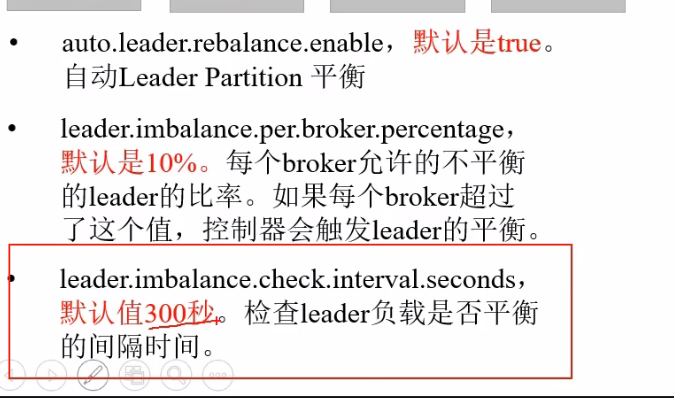 • auto.leader.rebalance.enable，默认是true。
自动Leader Partition 平衡
• leader.imbalance.per.broker.percentage，
默认是10%。每个broker允许的不平衡
的leader的比率。如果每个broker超过
了这个值，控制器会触发leader的平衡。
• leader.imbalance.check.interval.seconds，
默认值300秒。检查leader负载是否平衡
的间隔时间。